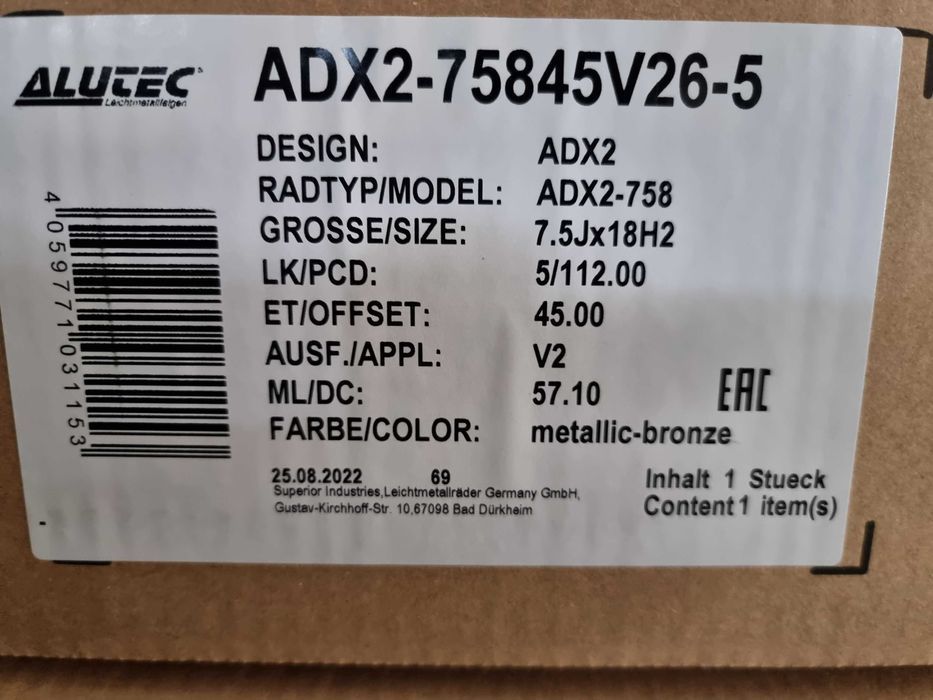 ALUTEC
Leichtmetallfelgen
ADX2-75845V26-5
DESIGN: ADX2
RADTYP/MODEL: ADX2-758
GROSSE/SIZE: 7.5Jx18H2
LK/PCD: 5/112.00
ET/OFFSET: 45.00
AUSF./APPL: V2
ML/DC: 57.10
FARBE/COLOR: metallic-bronze
EAC
4 059771 031153
25.08.2022 69
Superior Industries,Leichtmetallräder Germany GmbH,
Gustav-Kirchhoff-Str. 10,67098 Bad Dürkheim
Inhalt 1 Stueck
Content 1 item(s)